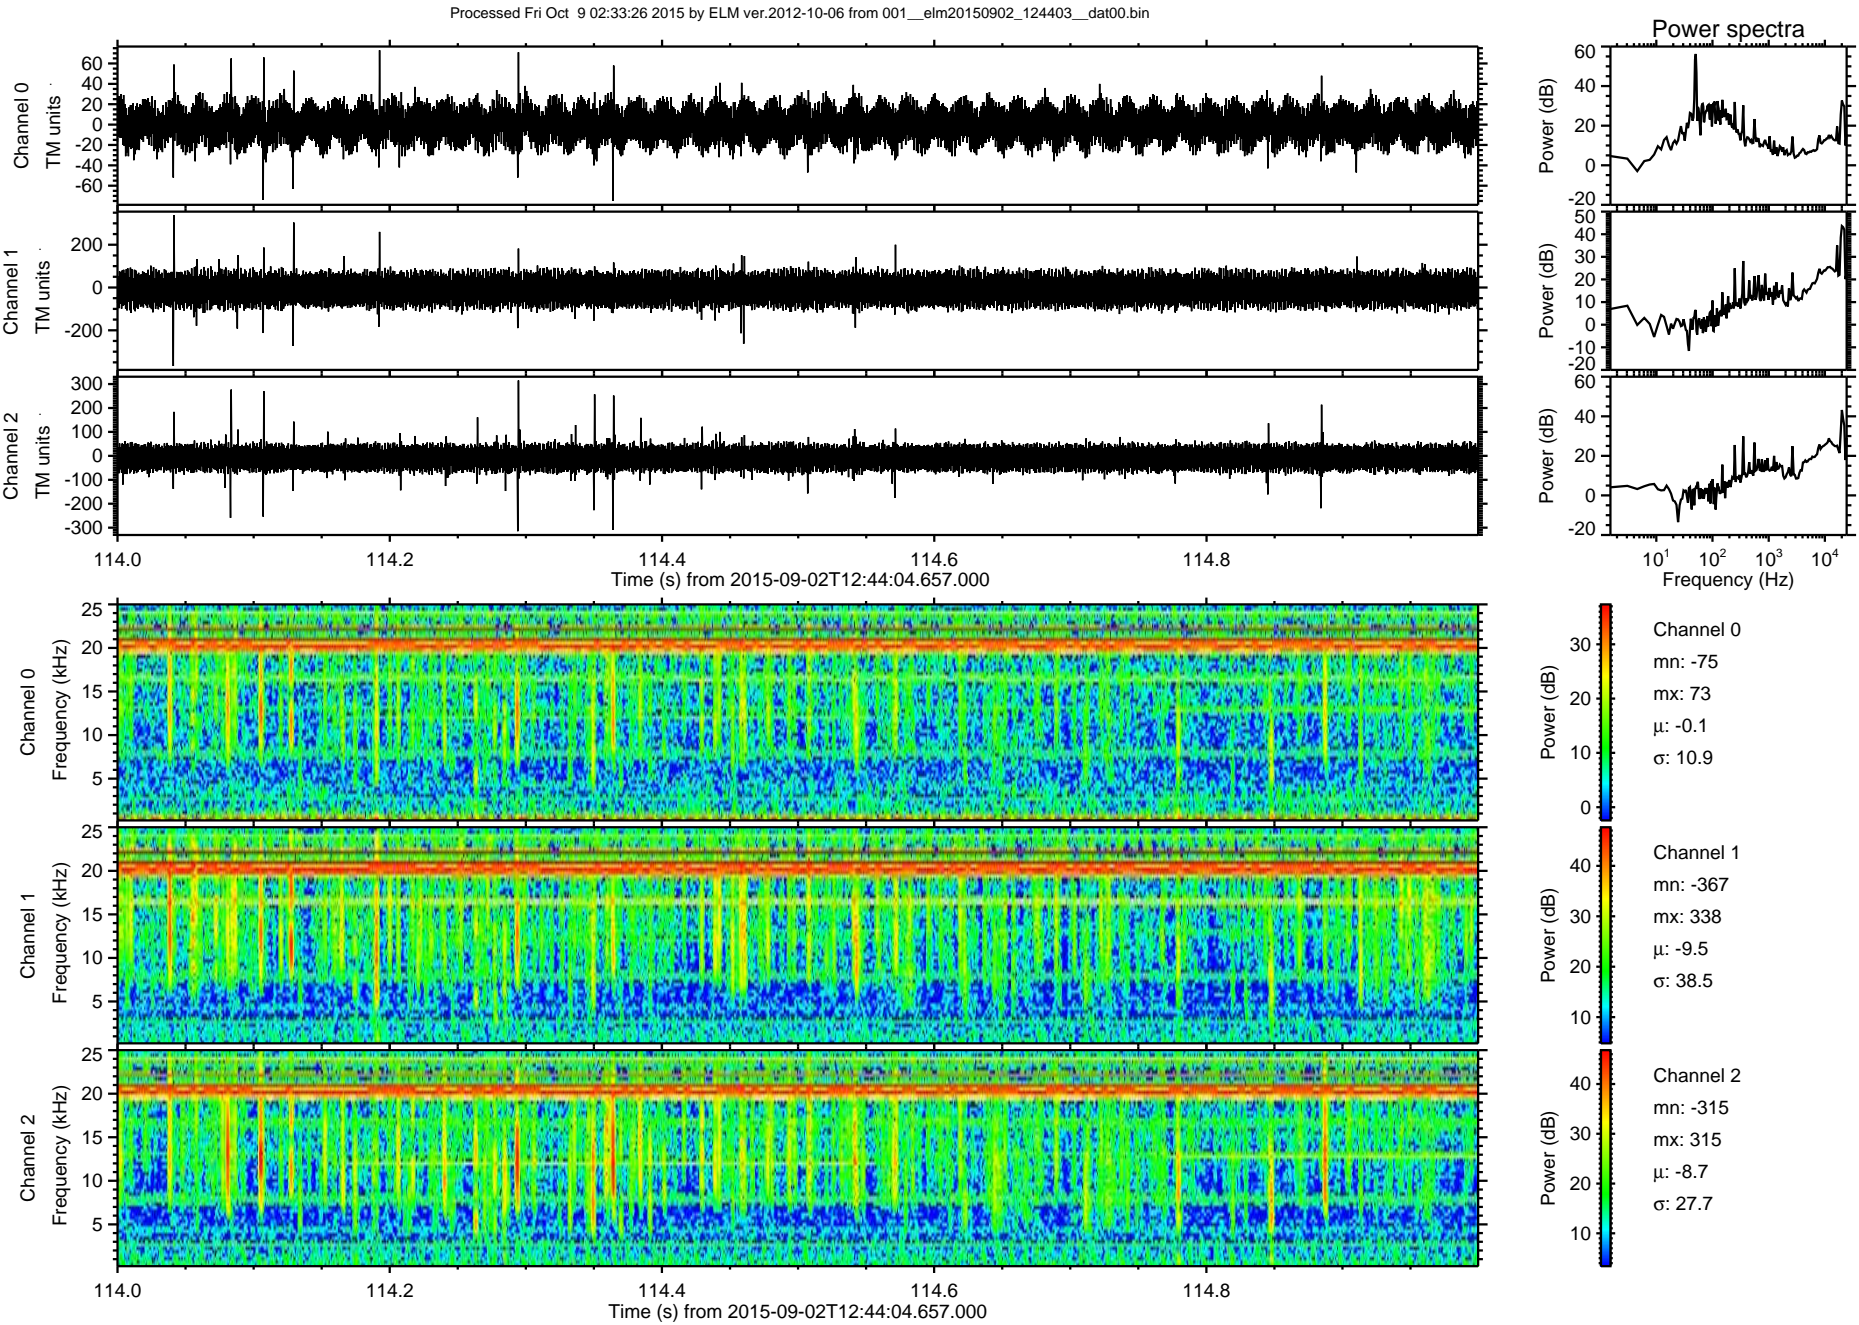 Processed Fri Oct  9 02:33:26 2015 by ELM ver.2012-10-06 from 001__elm20150902_124403__dat00.bin
Power spectra
Channel 0
TM units
60
40
20
0
-20
-40
-60
Power (dB)
60
40
20
0
-20
Channel 1
TM units
200
0
-200
Power (dB)
50
40
30
20
10
0
-10
-20
Channel 2
TM units
300
200
100
0
-100
-200
-300
Power (dB)
60
40
20
0
-20
114.0
114.2
114.4
114.6
114.8
Time (s) from 2015-09-02T12:44:04.657.000
10^1
10^2
10^3
10^4
Frequency (Hz)
Channel 0
Frequency (kHz)
25
20
15
10
5
Power (dB)
30
20
10
0
Channel 0
mn: -75
mx: 73
μ: -0.1
σ: 10.9
Channel 1
Frequency (kHz)
25
20
15
10
5
Power (dB)
40
30
20
10
Channel 1
mn: -367
mx: 338
μ: -9.5
σ: 38.5
Channel 2
Frequency (kHz)
25
20
15
10
5
Power (dB)
40
30
20
10
Channel 2
mn: -315
mx: 315
μ: -8.7
σ: 27.7
114.0
114.2
114.4
114.6
114.8
Time (s) from 2015-09-02T12:44:04.657.000